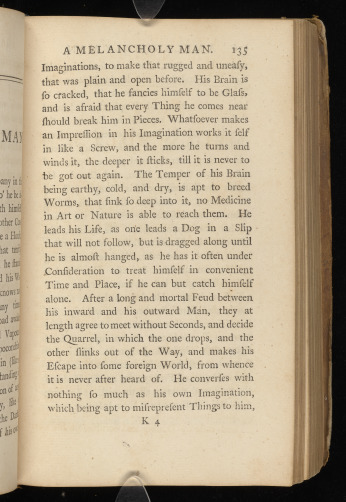 A MELANCHOLY MAN. 135
Imaginations, to make that rugged and uneaſy,
that was plain and open before. His Brain is
ſo cracked, that he fancies himſelf to be Glaſs,
and is afraid that every Thing he comes near
ſhould break him in Pieces. Whatſoever makes
an Impreſſion in his Imagination works it ſelf
in like a Screw, and the more he turns and
winds it, the deeper it ſticks, till it is never to
be got out again. The Temper of his Brain
being earthy, cold, and dry, is apt to breed
Worms, that ſink ſo deep into it, no Medicine
in Art or Nature is able to reach them. He
leads his Life, as one leads a Dog in a Slip
that will not follow, but is dragged along until
he is almoſt hanged, as he has it often under
Conſideration to treat himſelf in convenient
Time and Place, if he can but catch himſelf
alone. After a long and mortal Feud between
his inward and his outward Man, they at
length agree to meet without Seconds, and decide
the Quarrel, in which the one drops, and the
other ſlinks out of the Way, and makes his
Eſcape into ſome foreign World, from whence
it is never after heard of. He converſes with
nothing ſo much as his own Imagination,
which being apt to miſrepreſent Things to him,
K 4